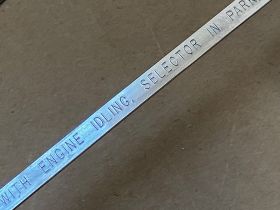 WITH ENGINE IDLING, SELECTOR IN PARK